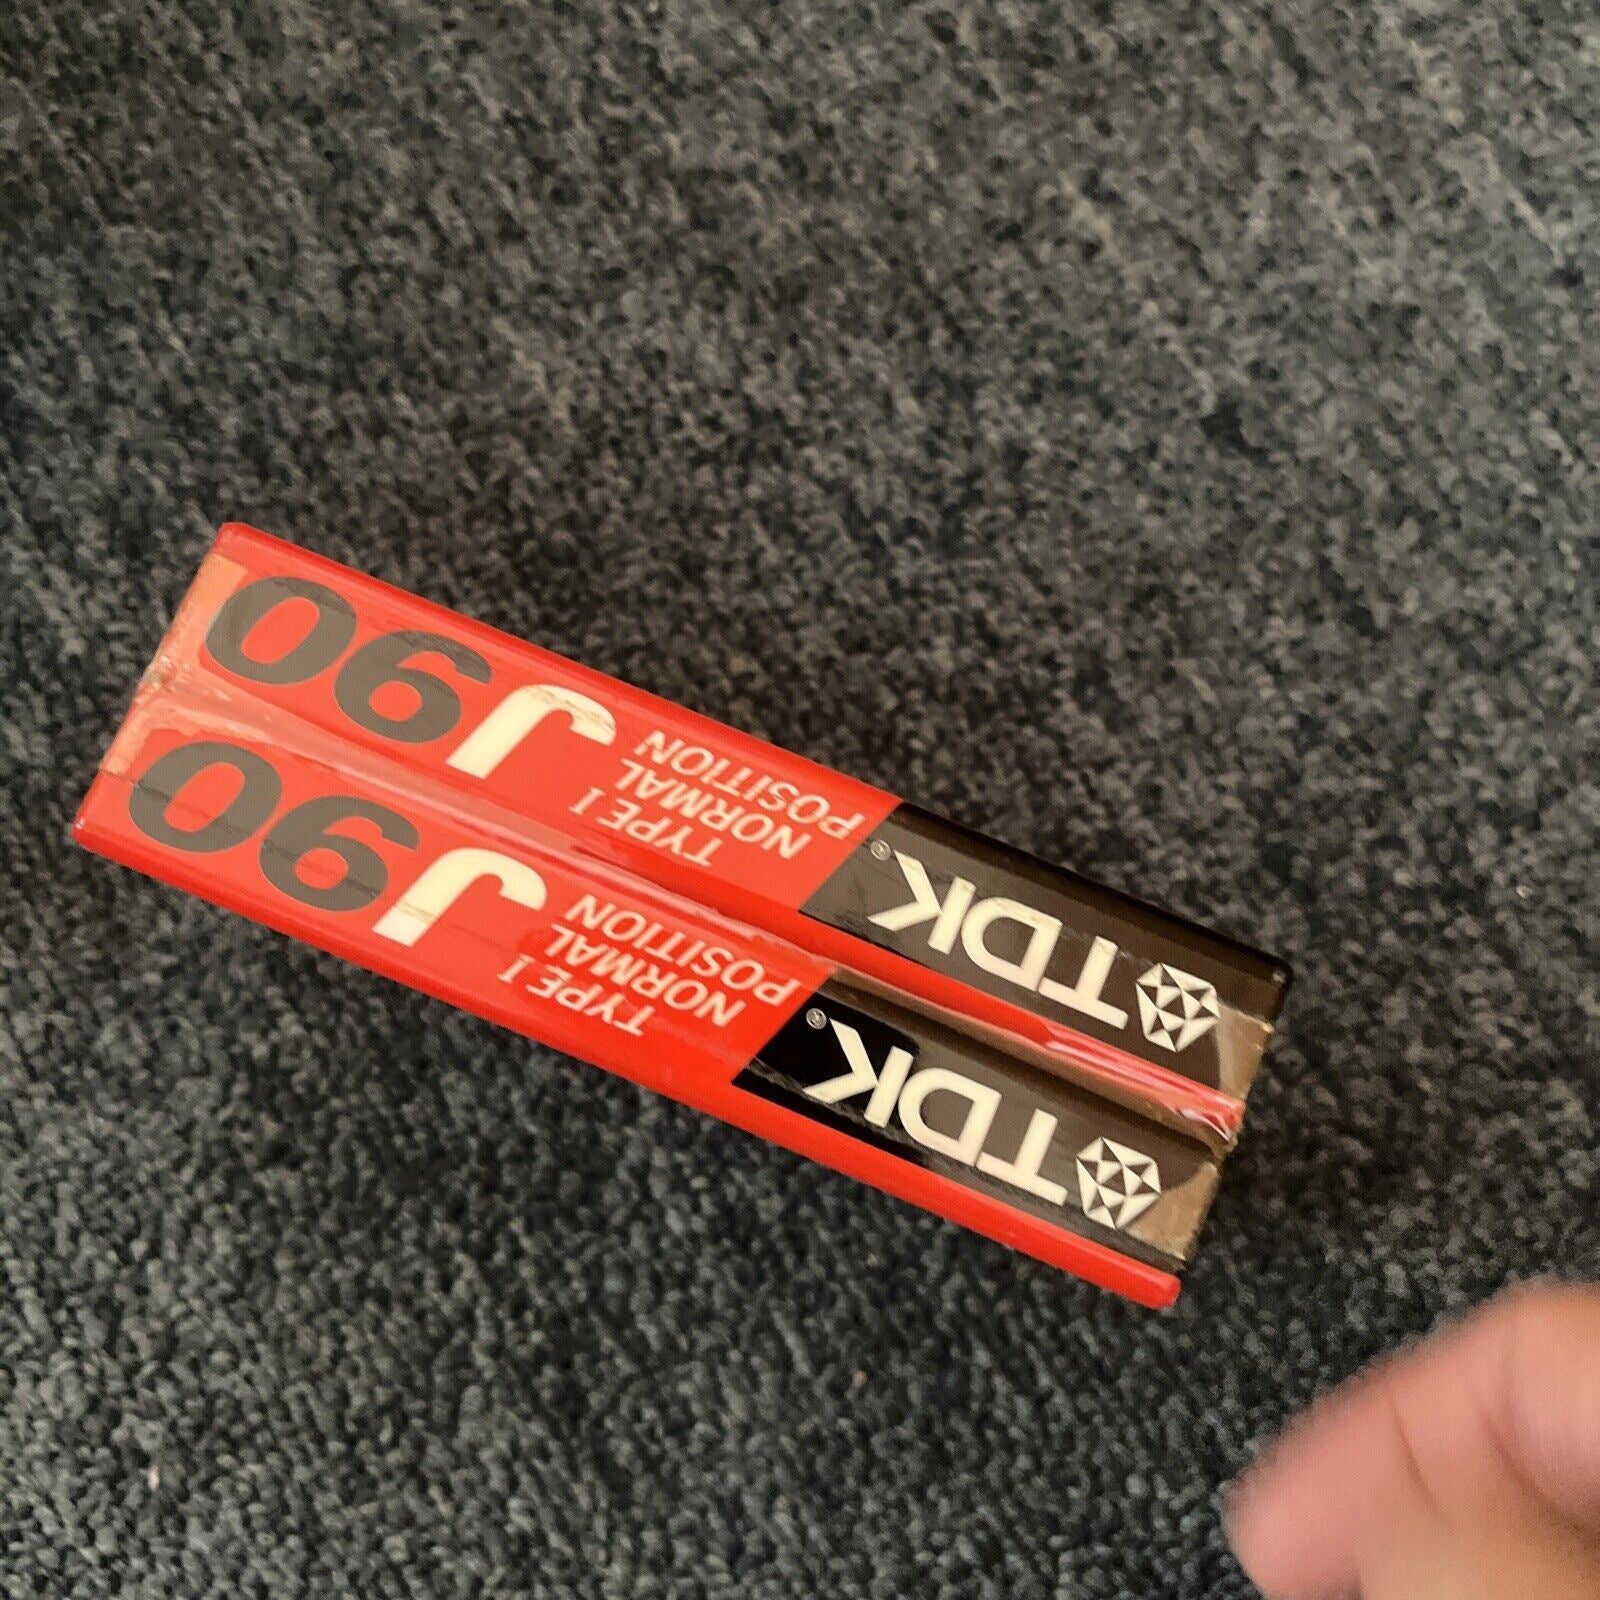 TDK®
TYPE I
NORMAL
POSITION
J90
TDK®
TYPE I
NORMAL
POSITION
J90